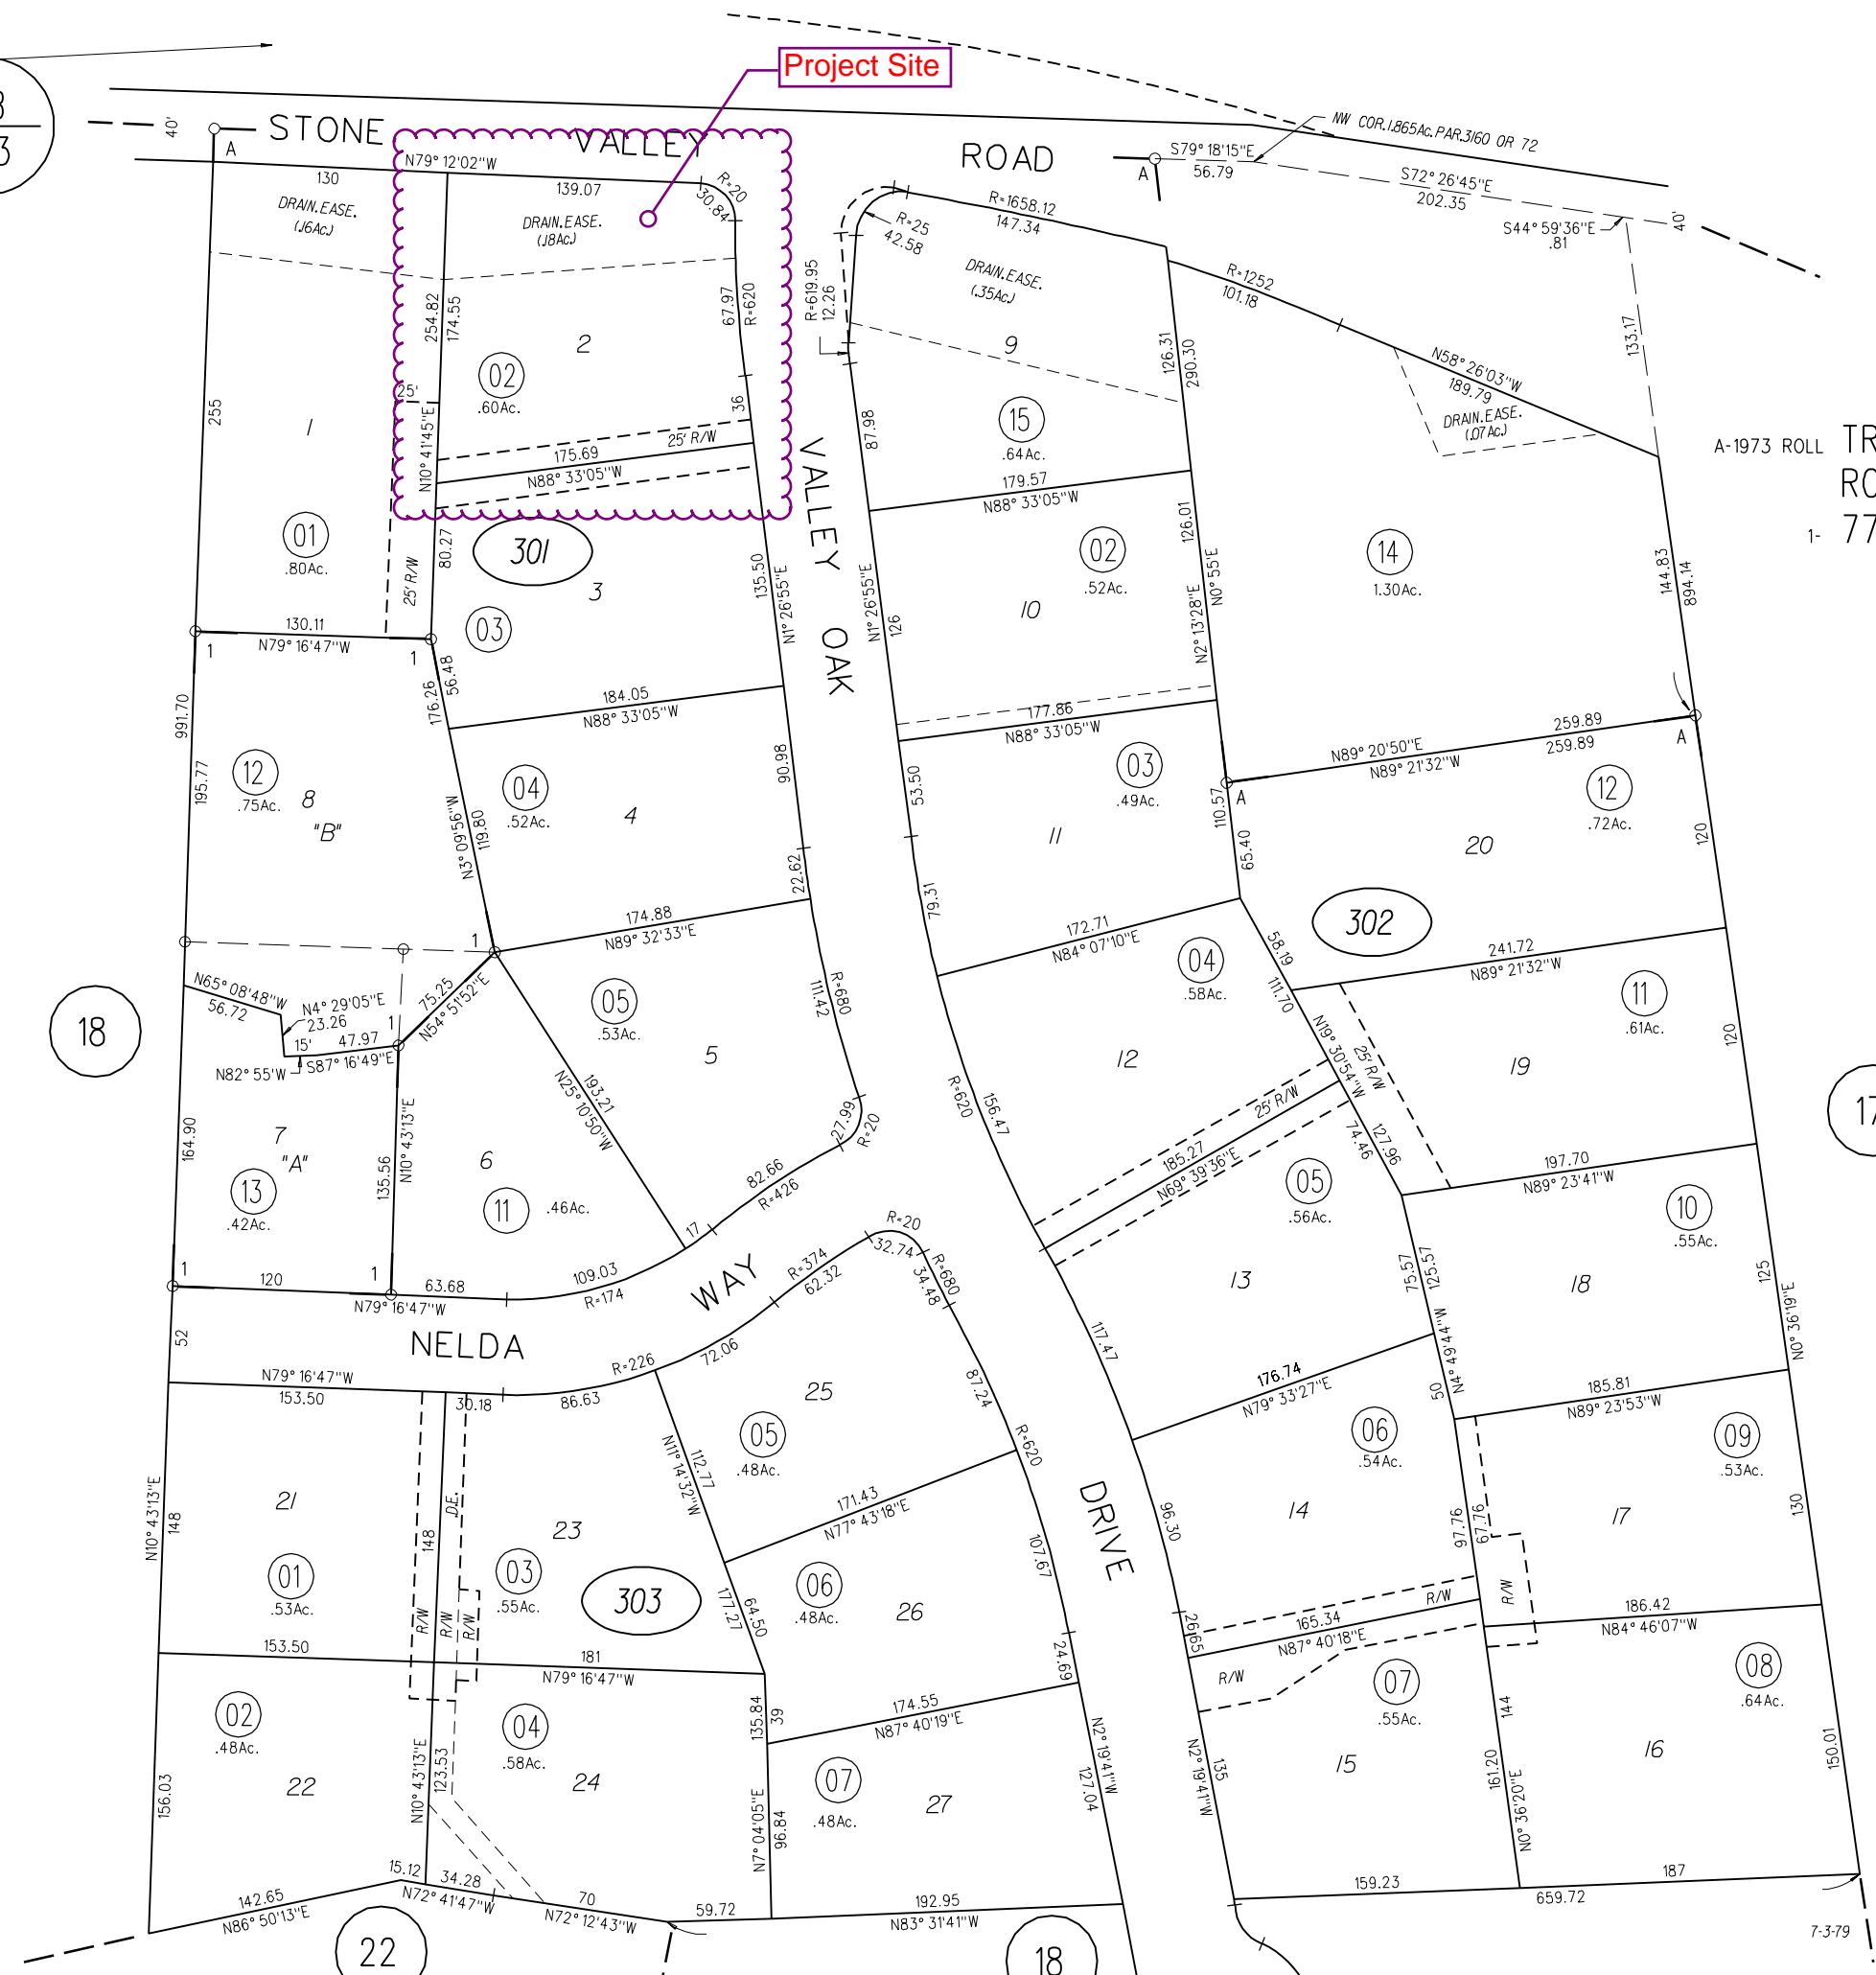 Project Site
8
3
40'
A
STONE VALLEY ROAD
N79° 12'02"W
130
139.07
R=20
30.84
DRAIN.EASE.
(.16Ac.)
DRAIN.EASE.
(.18Ac.)
NW COR.1.865Ac.PAR.3160 OR 72
A
S79° 18'15"E
56.79
S72° 26'45"E
202.35
S44° 59'36"E
.81
40'
R=25
42.58
R=1658.12
147.34
DRAIN.EASE.
(.35Ac.)
R=1252
101.18
R=619.95
12.26
67.97
R=620
254.82
174.55
2
02
.60Ac.
25'
36
25' R/W
175.69
N88° 33'05"W
N10° 41'45"E
255
1
01
.80Ac.
25' R/W
80.27
301
3
03
135.50
N1° 26'55"E
VALLEY OAK
9
15
.64Ac.
87.98
126.31
290.30
179.57
N88° 33'05"W
N58° 26'03"W
189.79
DRAIN.EASE.
(.07Ac.)
133.17
A-1973 ROLL
TR
RO
1- 77
02
.52Ac.
10
126.01
N0° 55'E
N2° 13'28"E
N1° 26'55"E
126
14
1.30Ac.
144.83
894.14
130.11
N79° 16'47"W
1
1
56.48
176.26
184.05
N88° 33'05"W
177.86
N88° 33'05"W
991.70
195.77
12
.75Ac.
8
"B"
N3° 09'56"W
119.80
04
.52Ac.
4
90.98
22.62
53.50
03
.49Ac.
11
110.57
65.40
A
N89° 20'50"E
259.89
N89° 21'32"W
259.89
A
12
.72Ac.
20
120
79.31
174.88
N89° 32'33"E
172.71
N84° 07'10"E
302
241.72
N89° 21'32"W
1
N65° 08'48"W
56.72
N4° 29'05"E
23.26
15'
47.97
N82° 55'W
S87° 16'49"E
1
75.25
N54° 51'52"E
18
05
.53Ac.
5
R=680
111.42
04
.58Ac.
12
58.19
111.70
N19° 30'54"W
25' R/W
11
.61Ac.
19
120
17
164.90
7
"A"
13
.42Ac.
135.56
N10° 43'13"E
6
11
.46Ac.
193.21
N25° 10'50"W
27.99
R=20
82.66
R=426
17
R=620
156.47
25' R/W
185.27
N69° 39'36"E
74.46
127.96
197.70
N89° 23'41"W
05
.56Ac.
13
10
.55Ac.
18
125
N0° 36'19"E
1
120
1
63.68
N79° 16'47"W
109.03
R=174
52
NELDA WAY
R=374
62.32
R=20
32.74
R=680
34.48
117.47
75.57
125.57
N4° 49'44"W
50
176.74
N79° 33'27"E
185.81
N89° 23'53"W
N79° 16'47"W
153.50
30.18
86.63
R=226
72.06
25
05
.48Ac.
87.24
R=620
N11° 14'32"W
112.77
171.43
N77° 43'18"E
DRIVE
96.30
06
.54Ac.
14
97.76
67.76
09
.53Ac.
17
130
N10° 43'13"E
148
21
01
.53Ac.
148
D.E.
R/W
R/W
R/W
23
03
.55Ac.
303
64.50
177.27
06
.48Ac.
26
107.67
26.65
165.34
N87° 40'18"E
R/W
R/W
R/W
186.42
N84° 46'07"W
153.50
181
N79° 16'47"W
24.69
174.55
N87° 40'19"E
02
.48Ac.
22
156.03
N10° 43'13"E
123.53
04
.58Ac.
24
135.84
39
N7° 04'05"E
96.84
07
.48Ac.
27
N2° 19'41"W
127.04
N2° 19'41"W
135
07
.55Ac.
15
144
161.20
N0° 36'20"E
08
.64Ac.
16
150.01
15.12
34.28
N72° 41'47"W
70
N72° 12'43"W
142.65
N86° 50'13"E
59.72
192.95
N83° 31'41"W
159.23
187
659.72
22
18
7-3-79